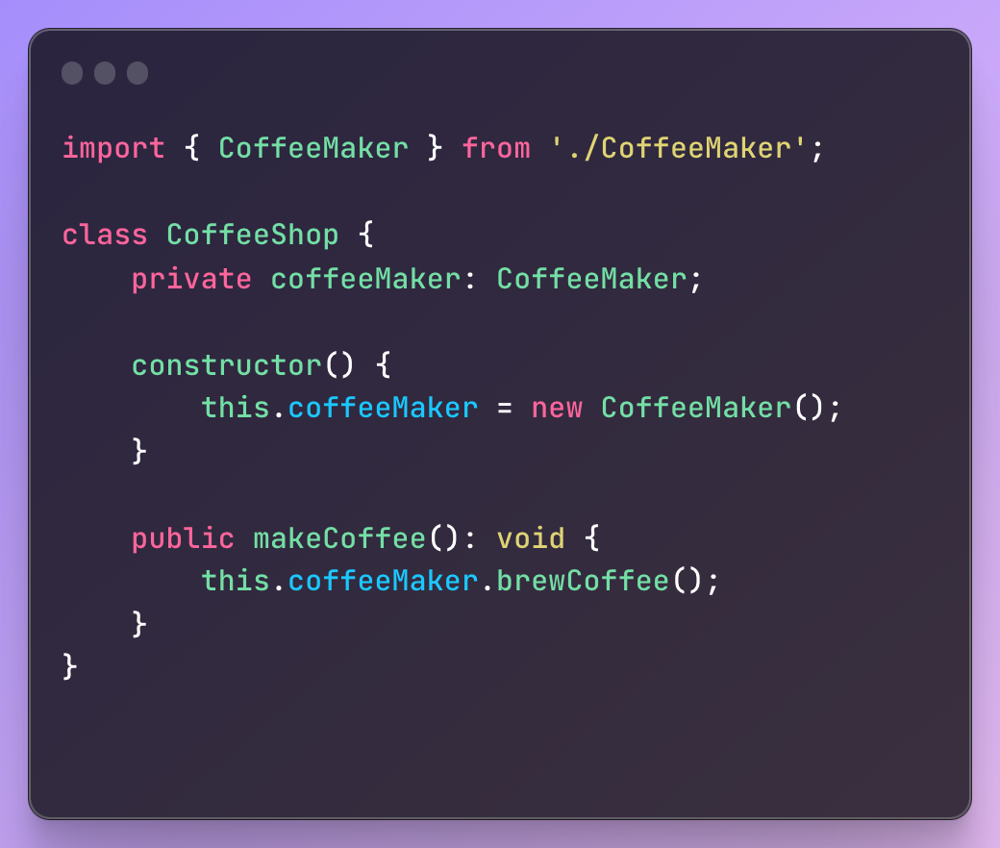 import { CoffeeMaker } from './CoffeeMaker';
class CoffeeShop {
    private coffeeMaker: CoffeeMaker;
    constructor() {
        this.coffeeMaker = new CoffeeMaker();
    }
    public makeCoffee(): void {
        this.coffeeMaker.brewCoffee();
    }
}